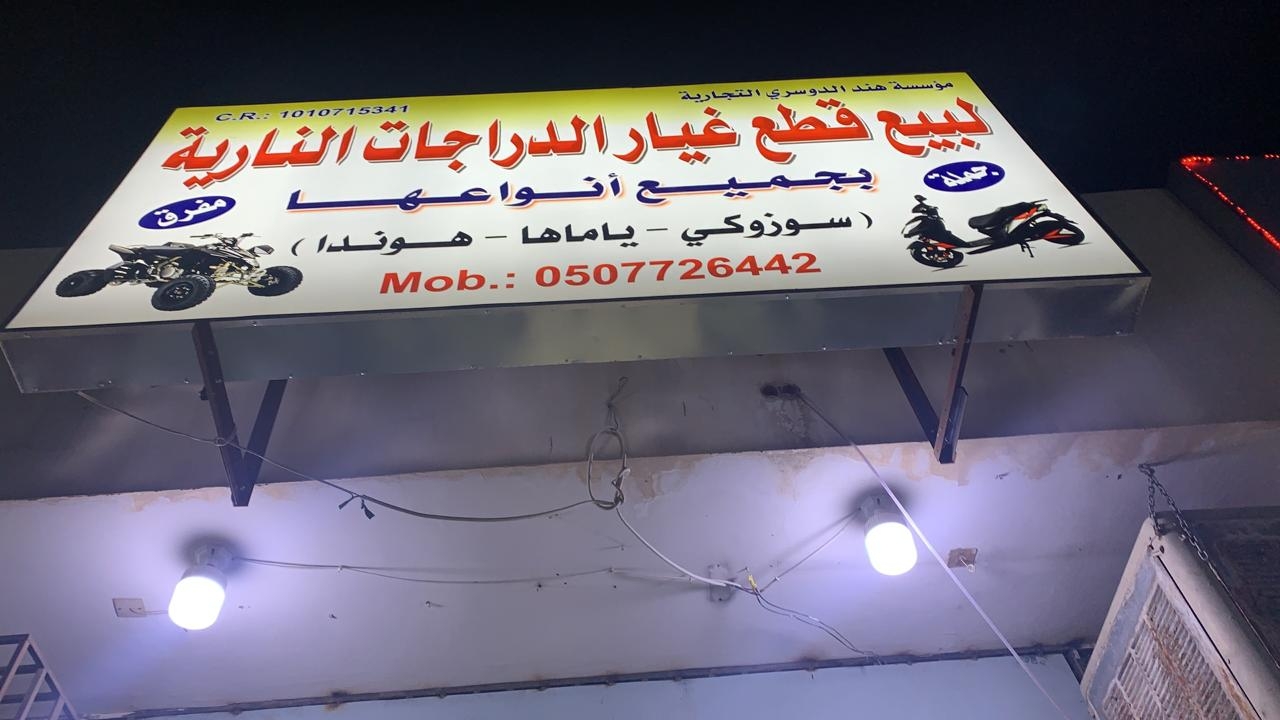 مؤسسة هند الدوسري التجارية
C.R.: 1010715341
لبيع قطع غيار الدراجات النارية
بجميع أنواعها
جملة
مفرق
( سوزوكي - ياماها - هوندا )
Mob.: 0507726442